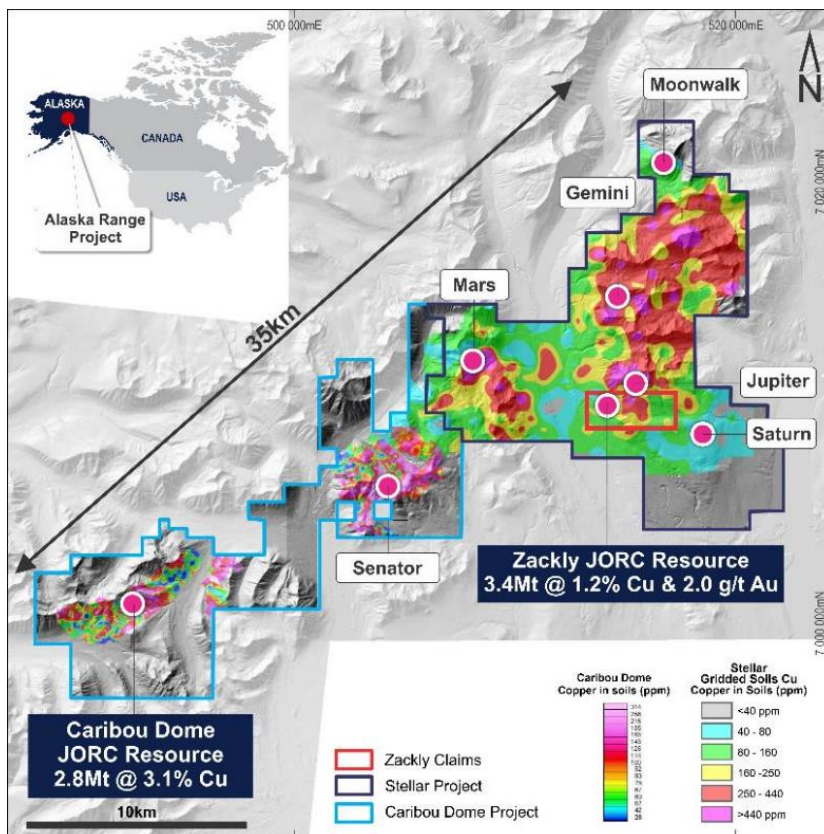 500 000mE
520 000mE
ALASKA
CANADA
USA
Alaska Range
Project
N
Moonwalk
7 020 000mN
Gemini
35km
Mars
Jupiter
Saturn
Senator
Zackly JORC Resource
3.4Mt @ 1.2% Cu & 2.0 g/t Au
7 000 000mN
Caribou Dome
JORC Resource
2.8Mt @ 3.1% Cu
10km
Zackly Claims
Stellar Project
Caribou Dome Project
Caribou Dome
Copper in soils (ppm)
Stellar
Gridded Soils Cu
Copper in Soils (ppm)
<40 ppm
40 - 80
80 - 160
160 -250
250 - 440
>440 ppm